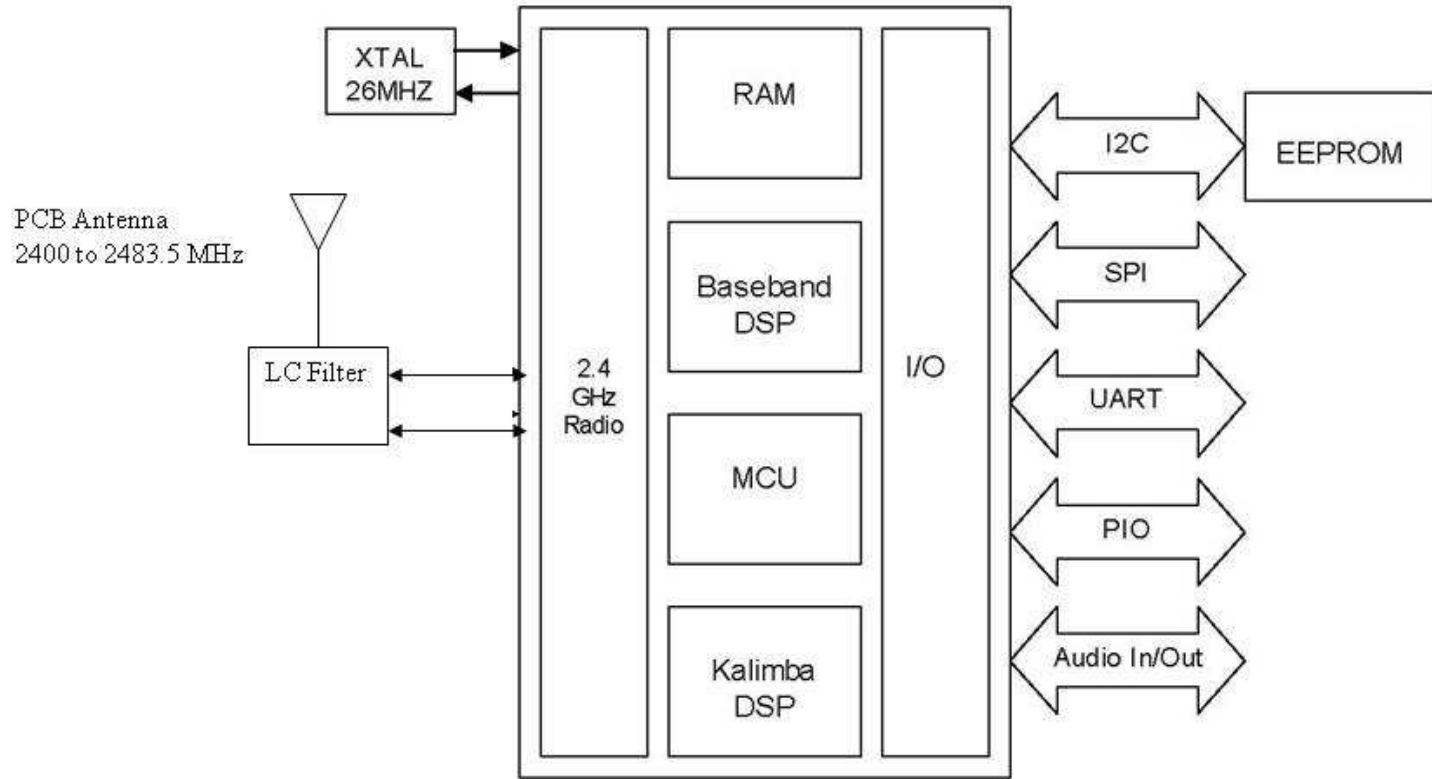 XTAL
26MHZ
PCB Antenna
2400 to 2483.5 MHz
LC Filter
2.4
GHz
Radio
RAM
Baseband
DSP
MCU
Kalimba
DSP
I/O
I2C
SPI
UART
PIO
Audio In/Out
EEPROM